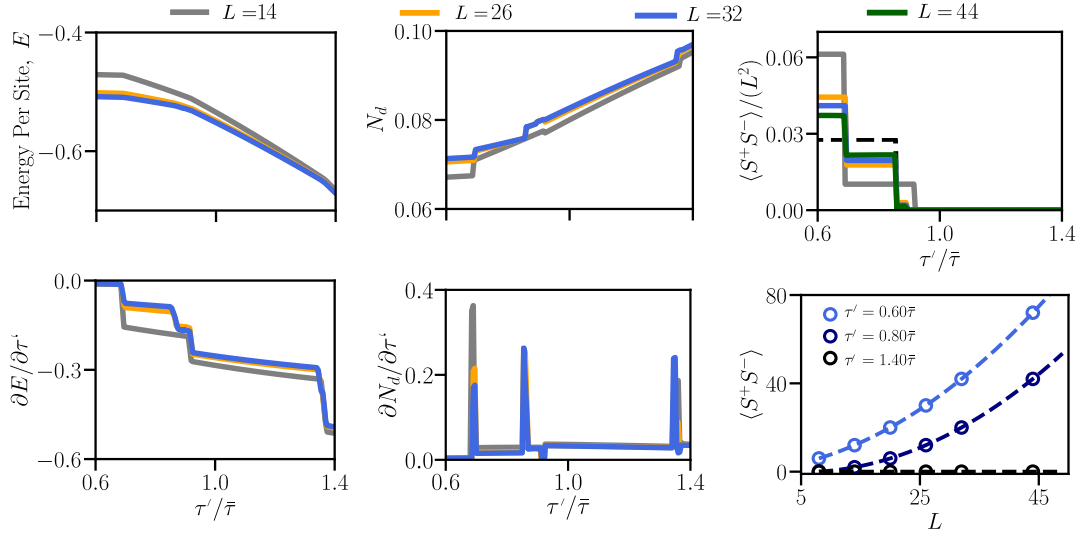 L =14
L =26
L =32
L =44
Energy Per Site, E
−0.4
−0.6
N_d
0.10
0.08
0.06
⟨S⁺S⁻⟩/(L²)
0.06
0.03
0.00
0.6
1.0
1.4
τ'/τ̄
∂E/∂τ‘
0.0
−0.3
−0.6
0.6
1.0
1.4
τ'/τ̄
∂N_d/∂τ‘
0.4
0.2
0.0
0.6
1.0
1.4
τ'/τ̄
⟨S⁺S⁻⟩
80
40
0
τ' = 0.60τ̄
τ' = 0.80τ̄
τ' = 1.40τ̄
5
25
45
L